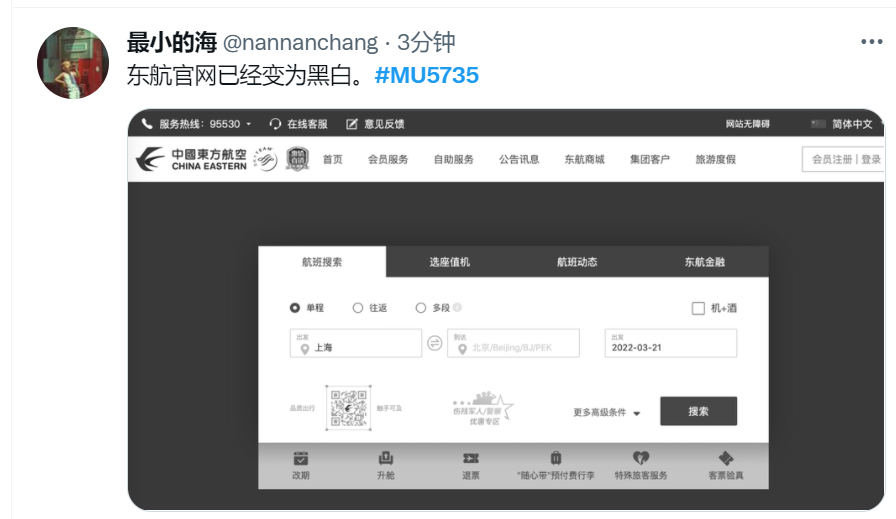 最小的海 @nannanchang · 3分钟
东航官网已经变为黑白。#MU5735
服务热线：95530 在线客服 意见反馈 网站无障碍 简体中文
中國東方航空 首页 会员服务 自助服务 公告讯息 东航商城 集团客户 旅游度假 会员注册 | 登录
CHINA EASTERN
航班搜索 选座值机 航班动态 东航金融
单程 往返 多段 机+酒
出发 到达 出发
上海 北京/Beijing/BJ/PEK 2022-03-21
品质出行 触手可及 伤残军人/警察 更多高级条件 搜索
优惠专区
改期 升舱 退票 "随心带"预付费行李 特殊旅客服务 客票验真